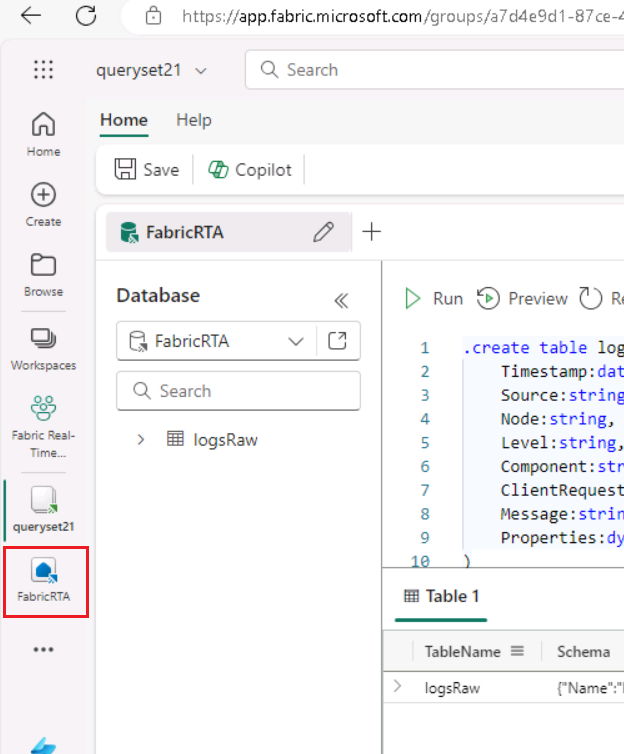 https://app.fabric.microsoft.com/groups/a7d4e9d1-87ce-4
queryset21
Search
Home
Help
Save
Copilot
Home
Create
Browse
Workspaces
Fabric Real-
Time...
queryset21
FabricRTA
FabricRTA
Database
FabricRTA
Search
logsRaw
Run
Preview
Re
1 .create table log
2 Timestamp:dat
3 Source:string
4 Node:string,
5 Level:string,
6 Component:str
7 ClientRequest
8 Message:strin
9 Properties:dy
10 )
Table 1
TableName
Schema
logsRaw
{"Name":"